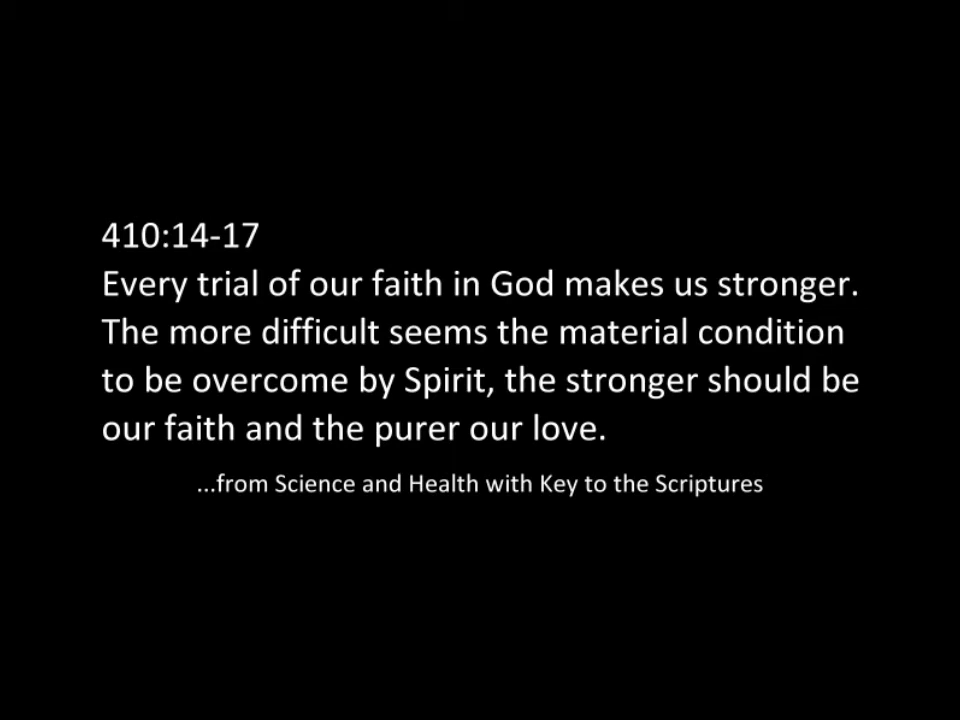 410:14-17
Every trial of our faith in God makes us stronger.
The more difficult seems the material condition
to be overcome by Spirit, the stronger should be
our faith and the purer our love.
...from Science and Health with Key to the Scriptures